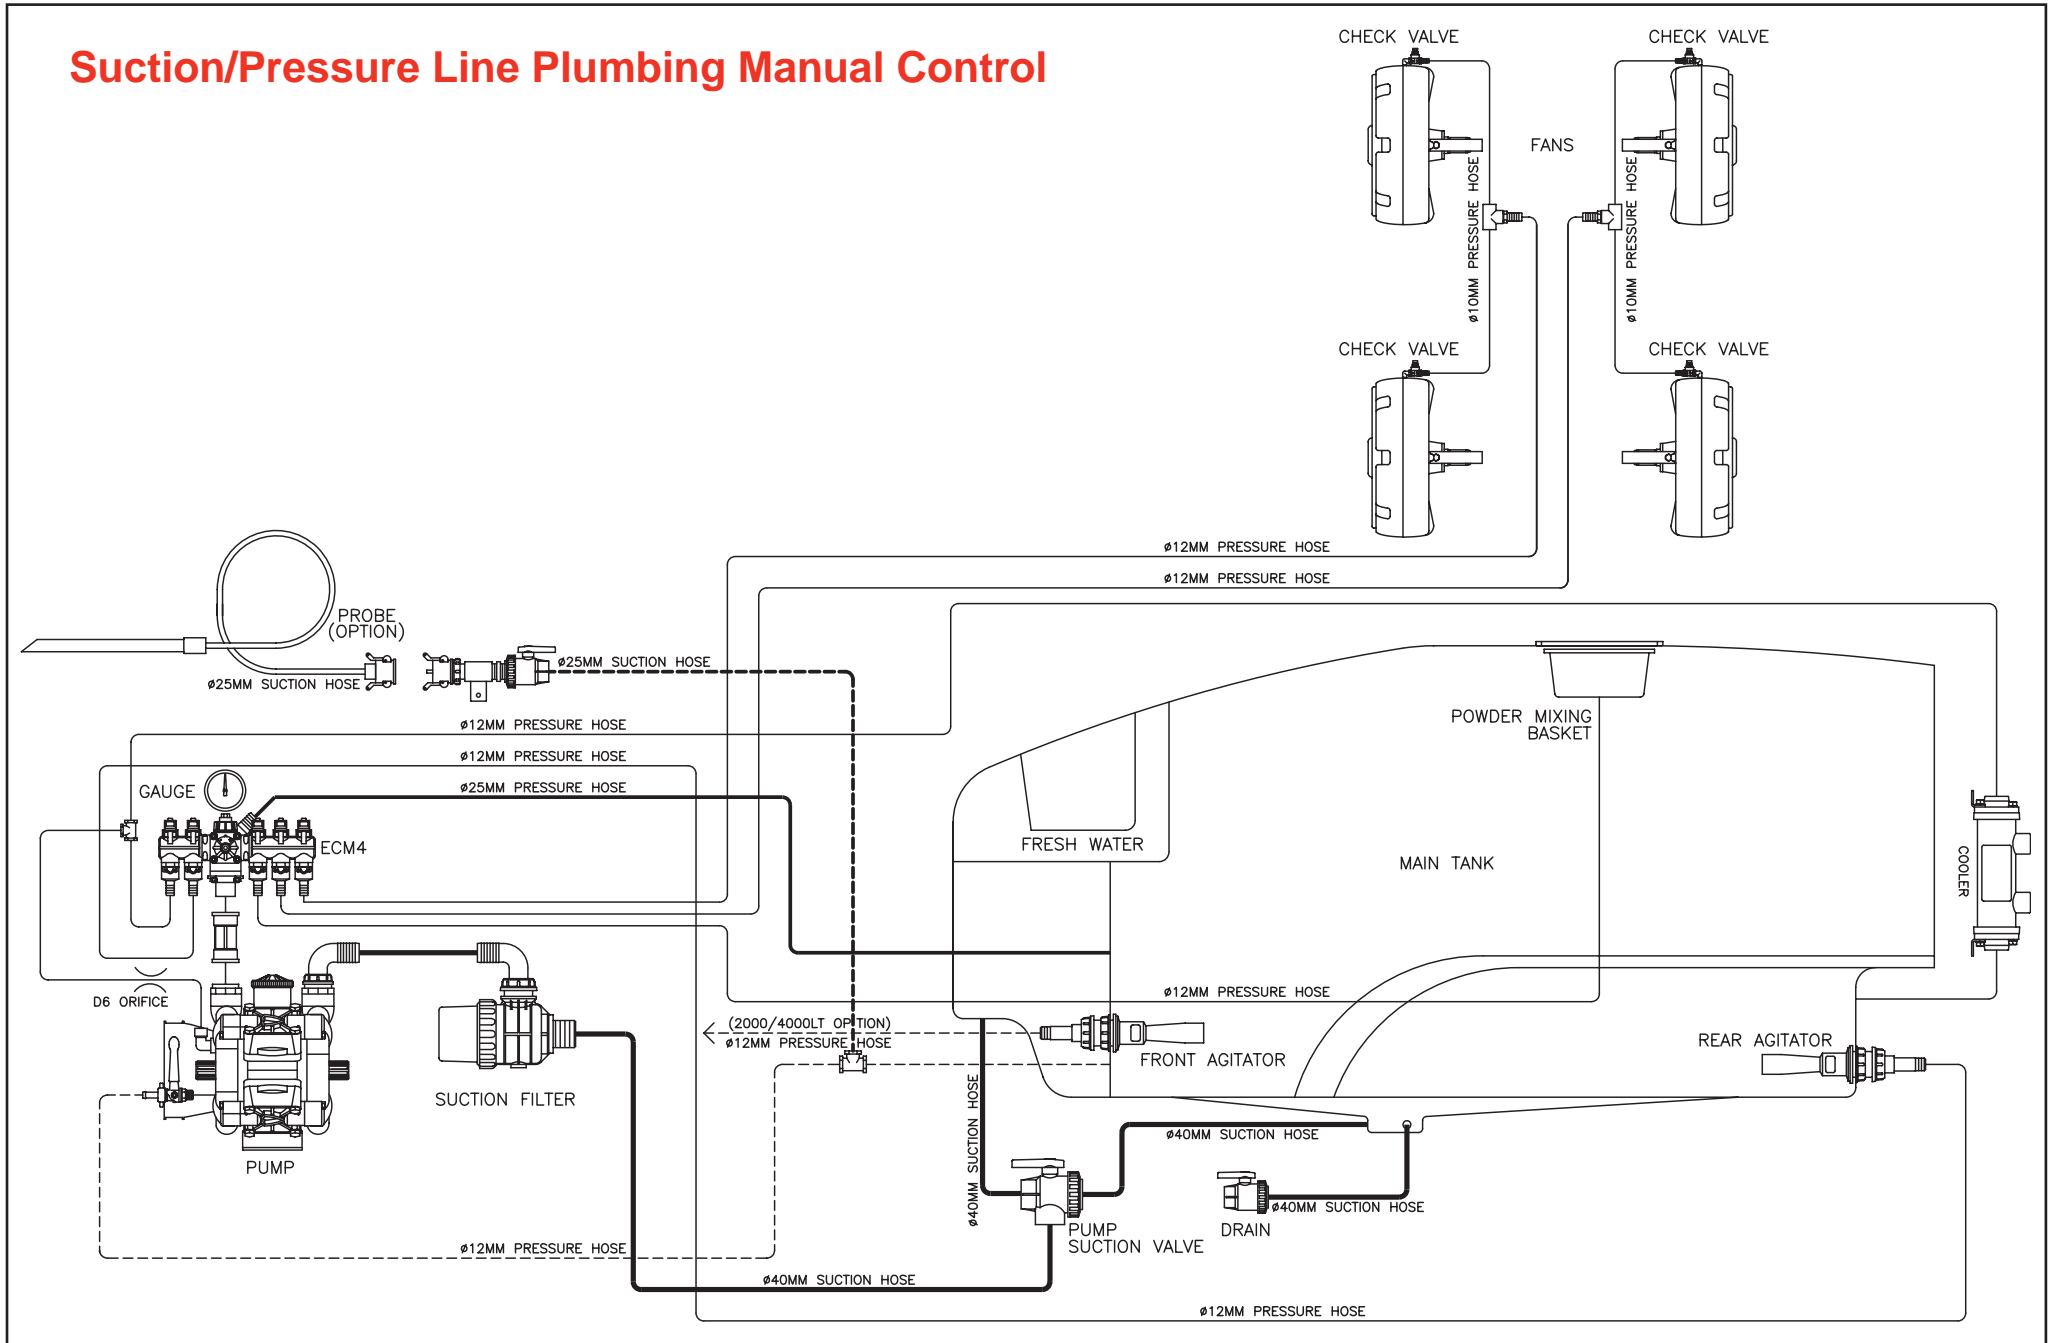 Suction/Pressure Line Plumbing Manual Control
CHECK VALVE
CHECK VALVE
FANS
ø10MM PRESSURE HOSE
ø10MM PRESSURE HOSE
CHECK VALVE
CHECK VALVE
ø12MM PRESSURE HOSE
ø12MM PRESSURE HOSE
PROBE
(OPTION)
ø25MM SUCTION HOSE
ø25MM SUCTION HOSE
ø12MM PRESSURE HOSE
ø12MM PRESSURE HOSE
ø25MM PRESSURE HOSE
GAUGE
ECM4
POWDER MIXING
BASKET
FRESH WATER
MAIN TANK
COOLER
D6 ORIFICE
ø12MM PRESSURE HOSE
(2000/4000LT OPTION)
ø12MM PRESSURE HOSE
FRONT AGITATOR
REAR AGITATOR
SUCTION FILTER
PUMP
ø40MM SUCTION HOSE
ø40MM SUCTION HOSE
ø40MM SUCTION HOSE
DRAIN
PUMP
SUCTION VALVE
ø12MM PRESSURE HOSE
ø40MM SUCTION HOSE
ø12MM PRESSURE HOSE